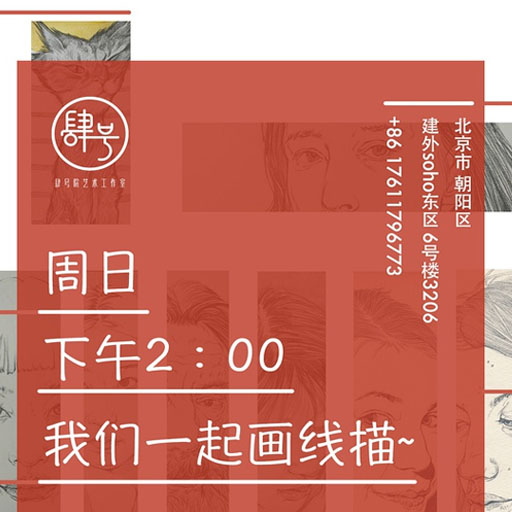 肆号
肆号院艺术工作室
北京市 朝阳区
建外soho东区 6号楼3206
+86 17611796773
周日
下午2：00
我们一起画线描~